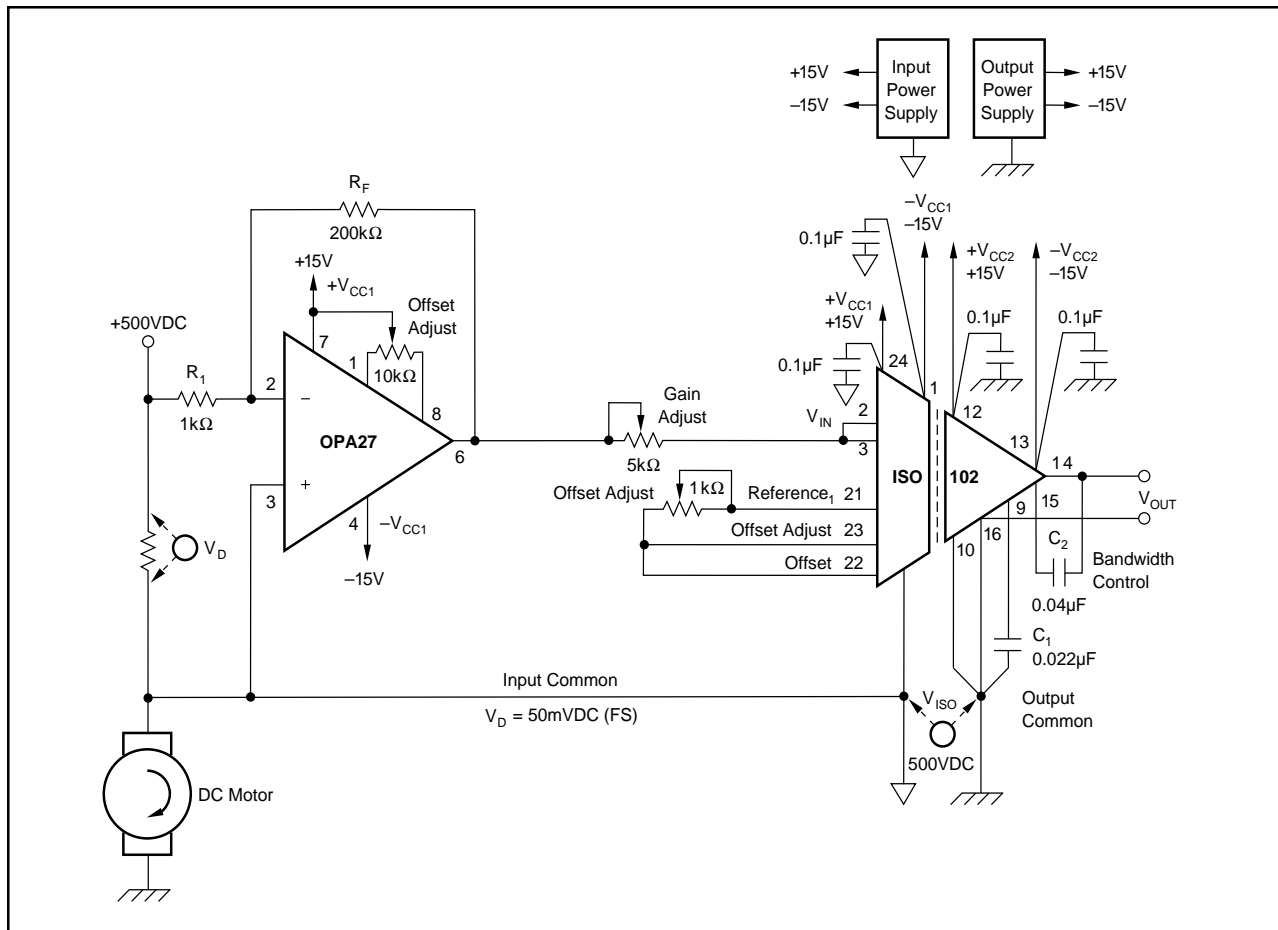 +15V
–15V
Input
Power
Supply
Output
Power
Supply
+15V
–15V
R_F
200kΩ
+15V
+V_CC1
Offset
Adjust
7
1
10kΩ
8
+500VDC
R_1
1kΩ
2
–
OPA27
6
+
3
4
–V_CC1
–15V
V_D
Gain
Adjust
5kΩ
V_IN
2
3
0.1µF
+V_CC1
+15V
24
0.1µF
–V_CC1
–15V
1
+V_CC2
+15V
12
0.1µF
–V_CC2
–15V
13
0.1µF
ISO
102
14
V_OUT
Offset Adjust
1kΩ
Reference_1 21
Offset Adjust 23
Offset 22
10
16
9
15
C_2
0.04µF
Bandwidth
Control
C_1
0.022µF
Input Common
V_D = 50mVDC (FS)
V_ISO
500VDC
Output
Common
DC Motor